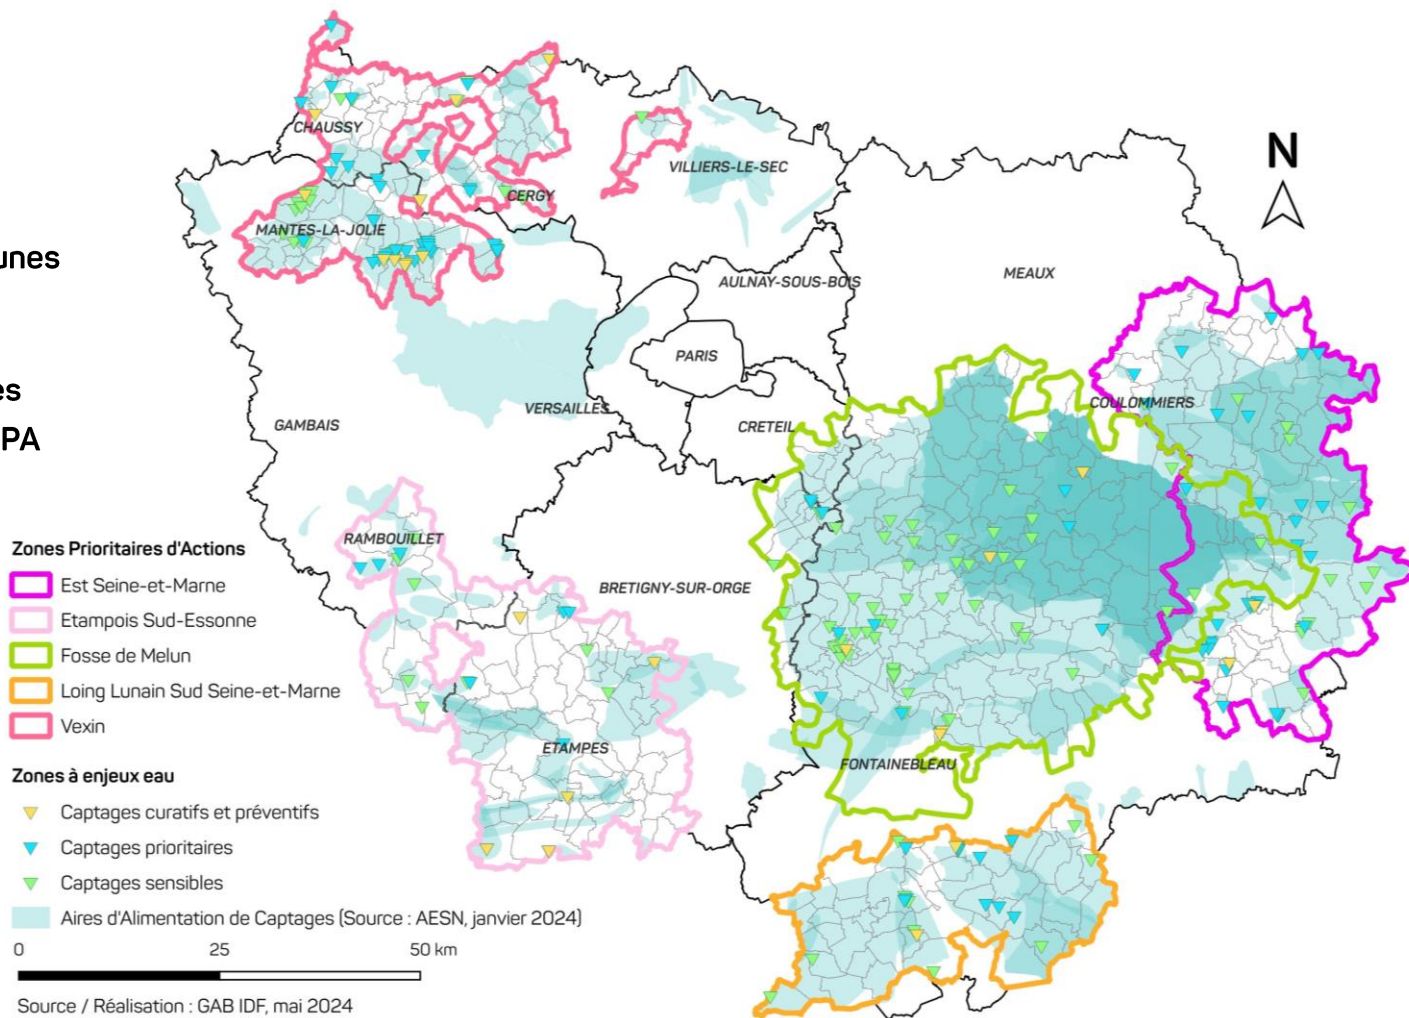 CHAUSSY
VILLIERS-LE-SEC
N
CERGY
MANTES-LA-JOLIE
unes
MEAUX
AULNAY-SOUS-BOIS
PARIS
es
PA
VERSAILLES
COULOMMIERS
GAMBAIS
CRETEIL
RAMBOUILLET
BRETIGNY-SUR-ORGE
ETAMPES
FONTAINEBLEAU
Zones Prioritaires d'Actions
Est Seine-et-Marne
Etampois Sud-Essonne
Fosse de Melun
Loing Lunain Sud Seine-et-Marne
Vexin
Zones à enjeux eau
Captages curatifs et préventifs
Captages prioritaires
Captages sensibles
Aires d'Alimentation de Captages (Source : AESN, janvier 2024)
0 25 50 km
Source / Réalisation : GAB IDF, mai 2024